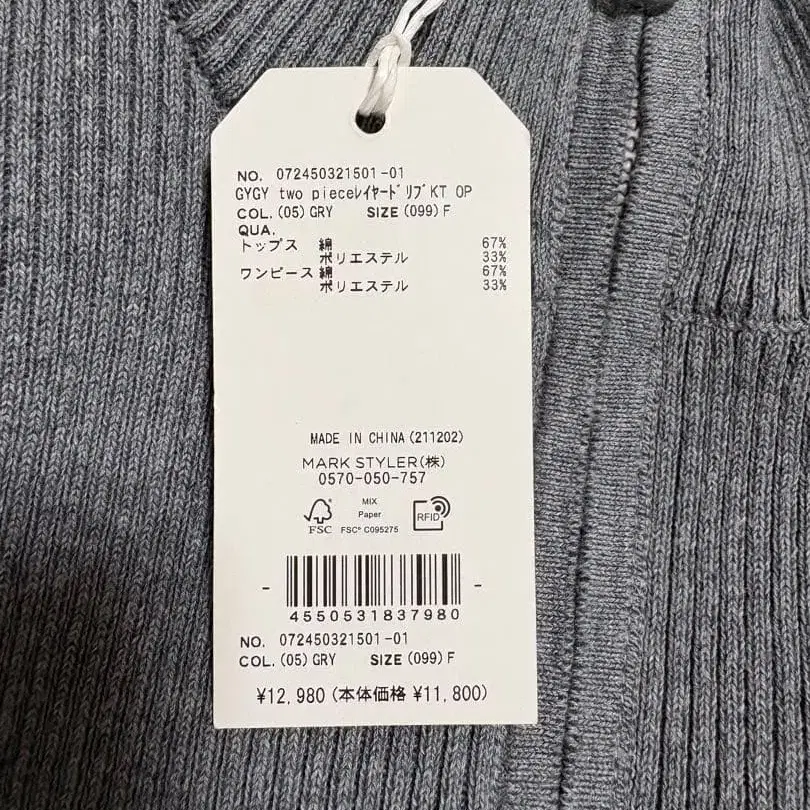 NO. 072450321501-01
GYGY two pieceﾚｲﾔｰﾄﾞﾘﾌﾞKT OP
COL.(05)GRY SIZE(099)F
QUA.
トップス 綿 67%
ポリエステル 33%
ワンピース 綿 67%
ポリエステル 33%
MADE IN CHINA(211202)
MARK STYLER(株)
0570-050-757
FSC
MIX
Paper
FSC® C095275
RFID
- 4550531837980 -
NO. 072450321501-01
COL.(05)GRY SIZE(099)F
¥12,980(本体価格 ¥11,800)